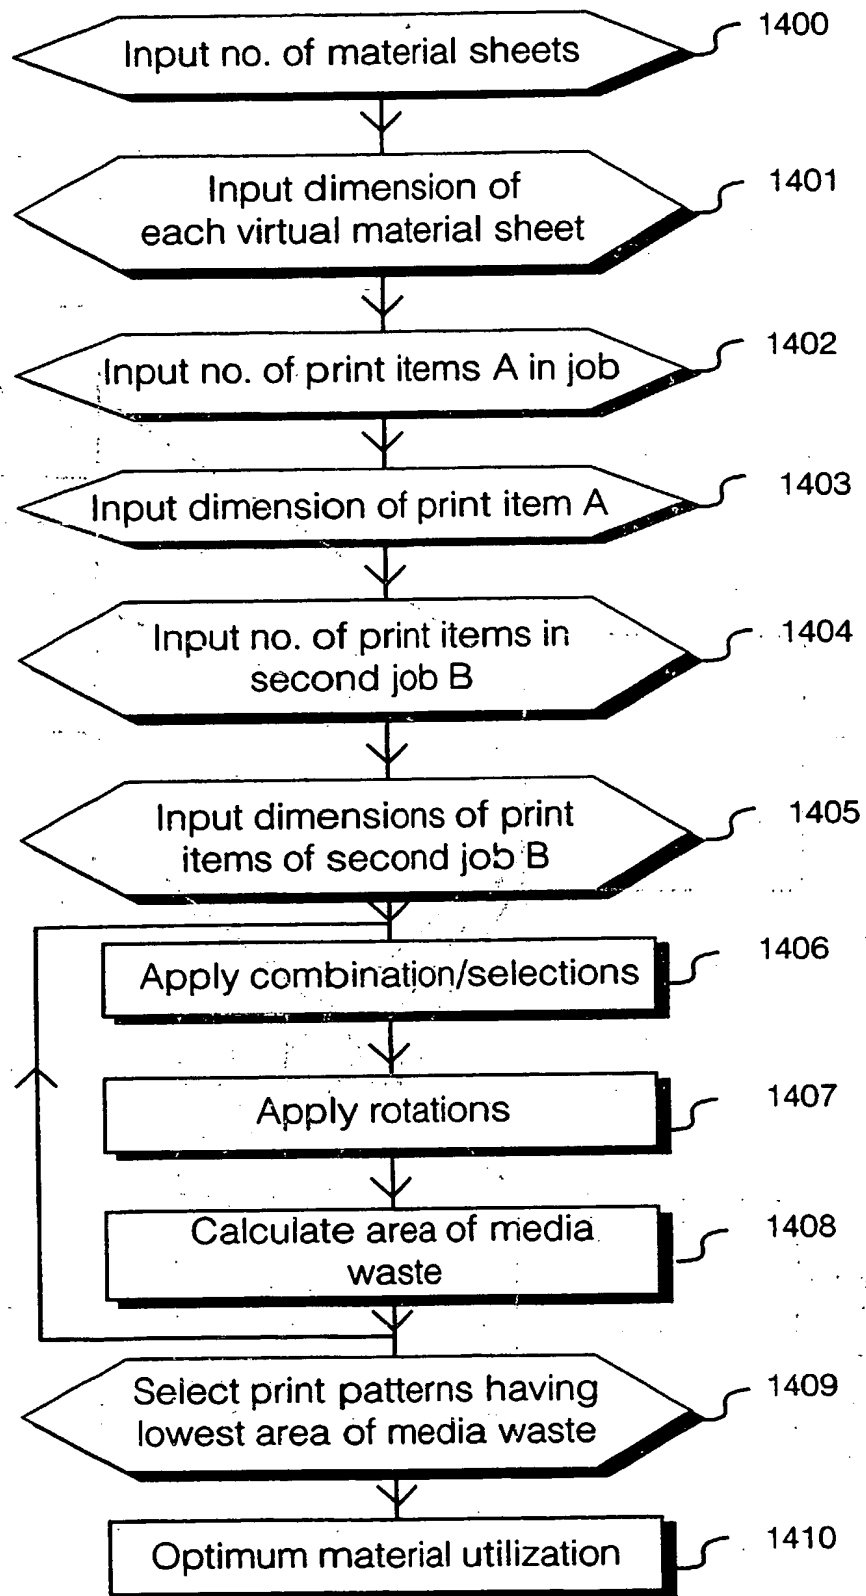 Input no. of material sheets
1400
Input dimension of
each virtual material sheet
1401
Input no. of print items A in job
1402
Input dimension of print item A
1403
Input no. of print items in
second job B
1404
Input dimensions of print
items of second job B
1405
Apply combination/selections
1406
Apply rotations
1407
Calculate area of media
waste
1408
Select print patterns having
lowest area of media waste
1409
Optimum material utilization
1410